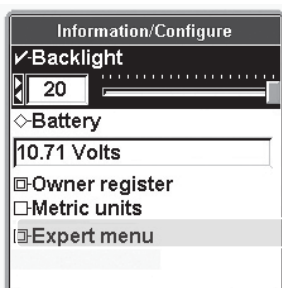 Information/Configure
Backlight
20
Battery
10.71 Volts
Owner register
Metric units
Expert menu